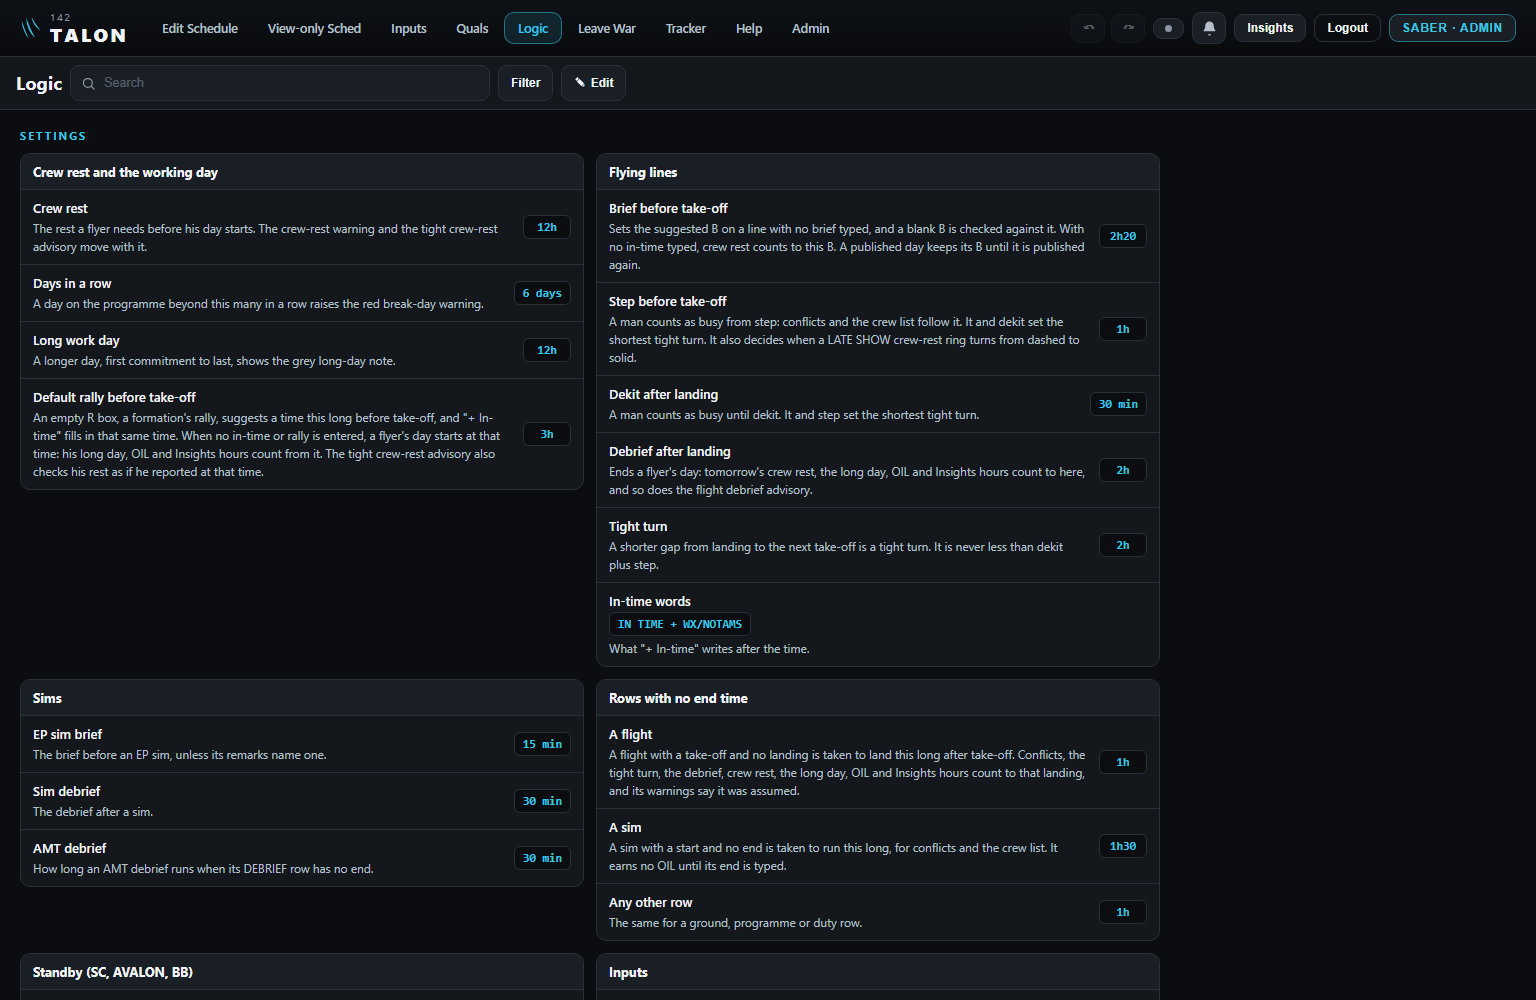 142
TALON
Edit Schedule
View-only Sched
Inputs
Quals
Logic
Leave War
Tracker
Help
Admin
Insights
Logout
SABER · ADMIN
Logic
Search
Filter
Edit
SETTINGS
Crew rest and the working day
Crew rest
The rest a flyer needs before his day starts. The crew-rest warning and the tight crew-rest
advisory move with it.
12h
Days in a row
A day on the programme beyond this many in a row raises the red break-day warning.
6 days
Long work day
A longer day, first commitment to last, shows the grey long-day note.
12h
Default rally before take-off
An empty R box, a formation's rally, suggests a time this long before take-off, and "+ In-
time" fills in that same time. When no in-time or rally is entered, a flyer's day starts at that
time: his long day, OIL and Insights hours count from it. The tight crew-rest advisory also
checks his rest as if he reported at that time.
3h
Flying lines
Brief before take-off
Sets the suggested B on a line with no brief typed, and a blank B is checked against it. With
no in-time typed, crew rest counts to this B. A published day keeps its B until it is published
again.
2h20
Step before take-off
A man counts as busy from step: conflicts and the crew list follow it. It and dekit set the
shortest tight turn. It also decides when a LATE SHOW crew-rest ring turns from dashed to
solid.
1h
Dekit after landing
A man counts as busy until dekit. It and step set the shortest tight turn.
30 min
Debrief after landing
Ends a flyer's day: tomorrow's crew rest, the long day, OIL and Insights hours count to here,
and so does the flight debrief advisory.
2h
Tight turn
A shorter gap from landing to the next take-off is a tight turn. It is never less than dekit
plus step.
2h
In-time words
IN TIME + WX/NOTAMS
What "+ In-time" writes after the time.
Sims
EP sim brief
The brief before an EP sim, unless its remarks name one.
15 min
Sim debrief
The debrief after a sim.
30 min
AMT debrief
How long an AMT debrief runs when its DEBRIEF row has no end.
30 min
Rows with no end time
A flight
A flight with a take-off and no landing is taken to land this long after take-off. Conflicts, the
tight turn, the debrief, crew rest, the long day, OIL and Insights hours count to that landing,
and its warnings say it was assumed.
1h
A sim
A sim with a start and no end is taken to run this long, for conflicts and the crew list. It
earns no OIL until its end is typed.
1h30
Any other row
The same for a ground, programme or duty row.
1h
Standby (SC, AVALON, BB)
Inputs